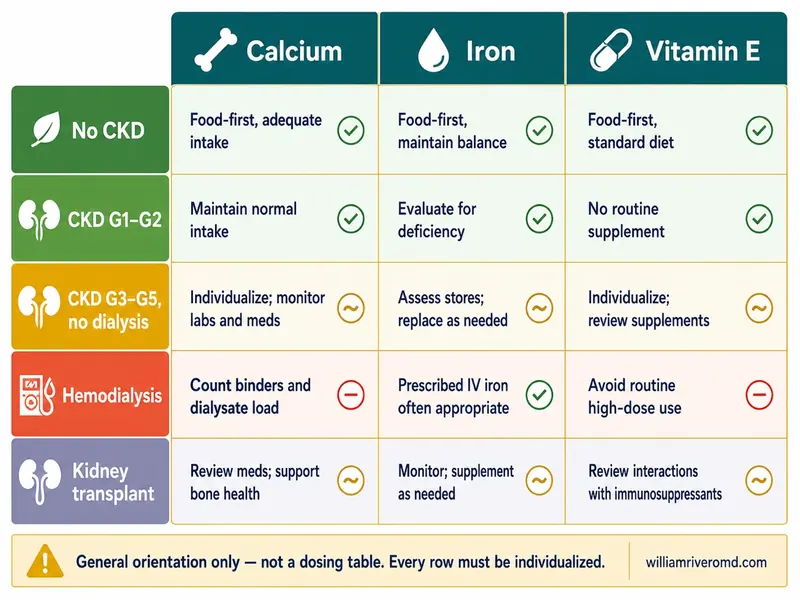 Calcium
Iron
Vitamin E
No CKD
Food-first, adequate
intake
Food-first,
maintain balance
Food-first,
standard diet
CKD G1–G2
Maintain normal
intake
Evaluate for
deficiency
No routine
supplement
CKD G3–G5,
no dialysis
Individualize; monitor
labs and meds
Assess stores;
replace as needed
Individualize;
review supplements
Hemodialysis
Count binders and
dialysate load
Prescribed IV iron
often appropriate
Avoid routine
high-dose use
Kidney
transplant
Review meds; support
bone health
Monitor; supplement
as needed
Review interactions
with immunosuppressants
General orientation only — not a dosing table. Every row must be individualized.
williamriveromd.com